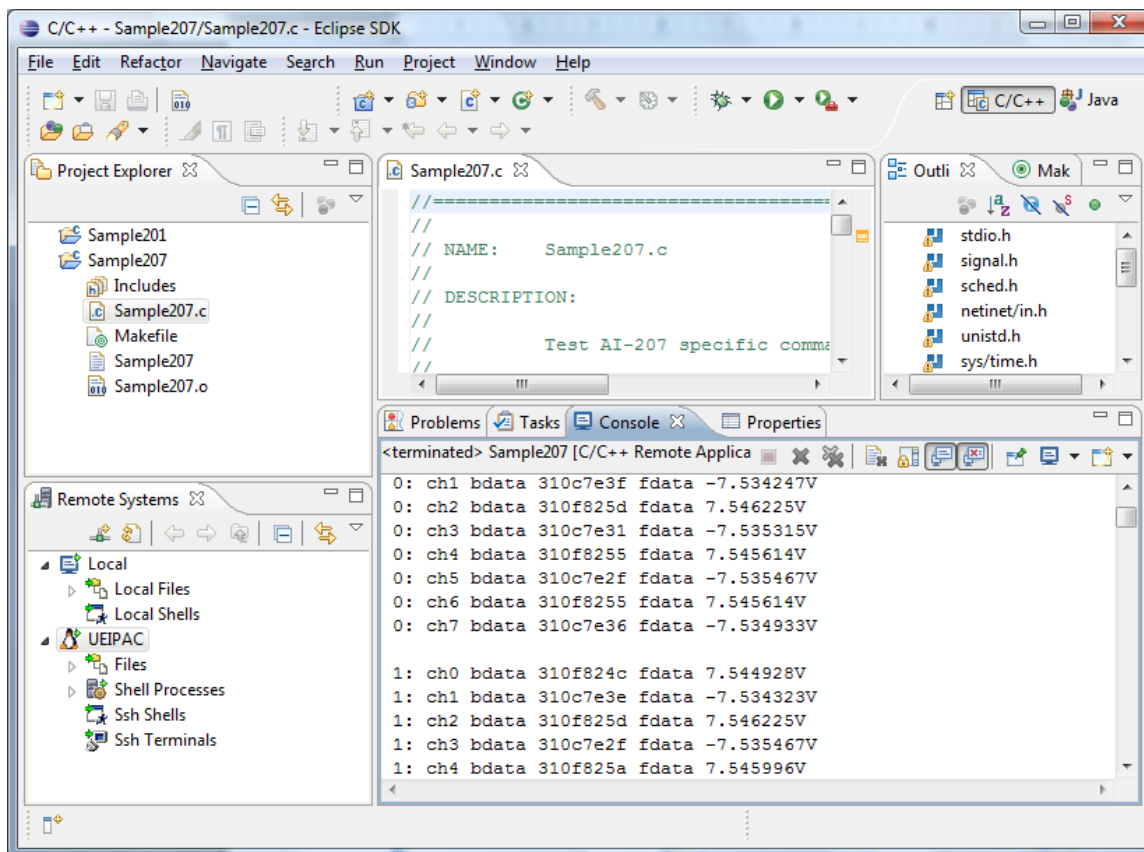 C/C++ - Sample207/Sample207.c - Eclipse SDK
File Edit Refactor Navigate Search Run Project Window Help
C/C++ Java
Project Explorer
Sample201
Sample207
Includes
Sample207.c
Makefile
Sample207
Sample207.o
Sample207.c
//============================================
//
// NAME: Sample207.c
//
// DESCRIPTION:
//
// Test AI-207 specific comma
//
Outli Mak
stdio.h
signal.h
sched.h
netinet/in.h
unistd.h
sys/time.h
Remote Systems
Local
Local Files
Local Shells
UEIPAC
Files
Shell Processes
Ssh Shells
Ssh Terminals
Problems Tasks Console Properties
<terminated> Sample207 [C/C++ Remote Applica
0: ch1 bdata 310c7e3f fdata -7.534247V
0: ch2 bdata 310f825d fdata 7.546225V
0: ch3 bdata 310c7e31 fdata -7.535315V
0: ch4 bdata 310f8255 fdata 7.545614V
0: ch5 bdata 310c7e2f fdata -7.535467V
0: ch6 bdata 310f8255 fdata 7.545614V
0: ch7 bdata 310c7e36 fdata -7.534933V
1: ch0 bdata 310f824c fdata 7.544928V
1: ch1 bdata 310c7e3e fdata -7.534323V
1: ch2 bdata 310f825d fdata 7.546225V
1: ch3 bdata 310c7e2f fdata -7.535467V
1: ch4 bdata 310f825a fdata 7.545996V